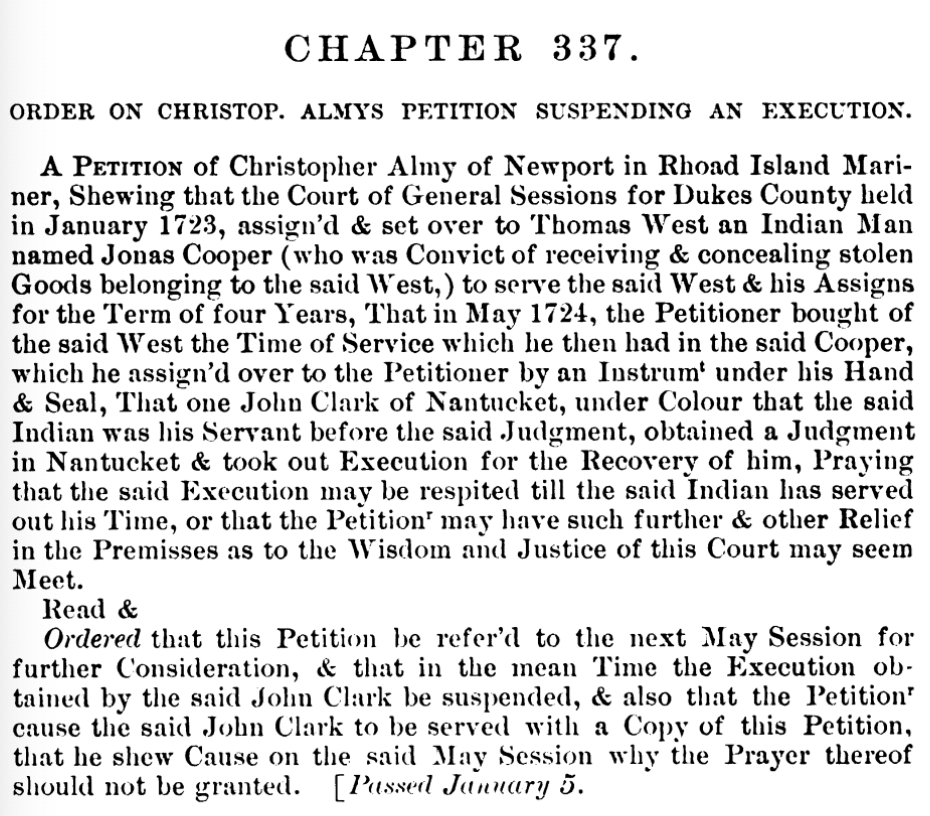 CHAPTER 337.
ORDER ON CHRISTOP. ALMYS PETITION SUSPENDING AN EXECUTION.
A PETITION of Christopher Almy of Newport in Rhoad Island Mari-
ner, Shewing that the Court of General Sessions for Dukes County held
in January 1723, assign'd & set over to Thomas West an Indian Man
named Jonas Cooper (who was Convict of receiving & concealing stolen
Goods belonging to the said West,) to serve the said West & his Assigns
for the Term of four Years, That in May 1724, the Petitioner bought of
the said West the Time of Service which he then had in the said Cooper,
which he assign'd over to the Petitioner by an Instrumᵗ under his Hand
& Seal, That one John Clark of Nantucket, under Colour that the said
Indian was his Servant before the said Judgment, obtained a Judgment
in Nantucket & took out Execution for the Recovery of him, Praying
that the said Execution may be respited till the said Indian has served
out his Time, or that the Petitionʳ may have such further & other Relief
in the Premisses as to the Wisdom and Justice of this Court may seem
Meet.
Read &
Ordered that this Petition be refer'd to the next May Session for
further Consideration, & that in the mean Time the Execution ob-
tained by the said John Clark be suspended, & also that the Petitionʳ
cause the said John Clark to be served with a Copy of this Petition,
that he shew Cause on the said May Session why the Prayer thereof
should not be granted. [Passed January 5.